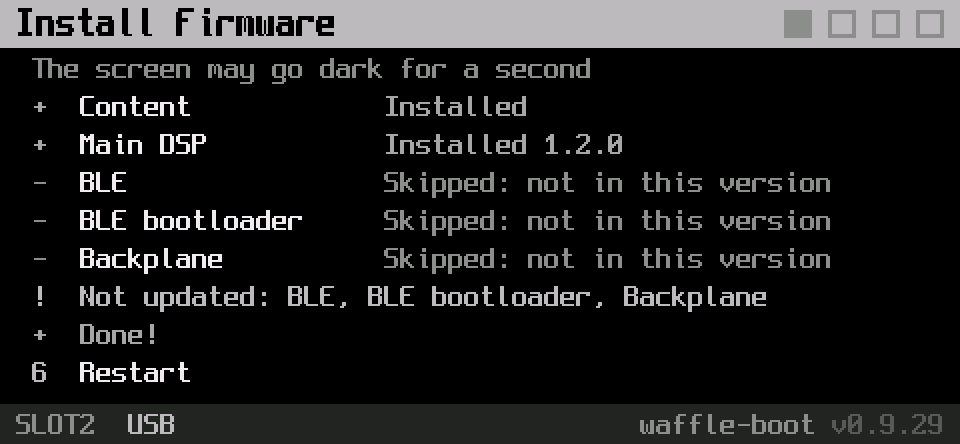 Install Firmware
The screen may go dark for a second
+ Content Installed
+ Main DSP Installed 1.2.0
- BLE Skipped: not in this version
- BLE bootloader Skipped: not in this version
- Backplane Skipped: not in this version
! Not updated: BLE, BLE bootloader, Backplane
+ Done!
6 Restart
SLOT2 USB waffle-boot v0.9.29